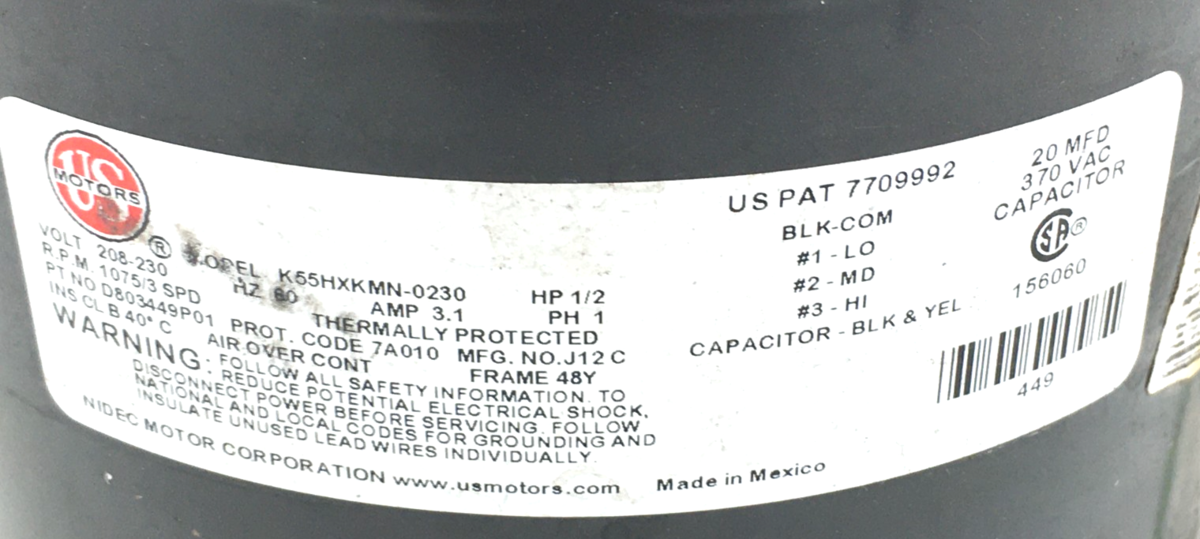 US
MOTORS
®
MODEL K55HXKMN-0230
VOLT 208-230 HZ 60 HP 1/2
R.P.M. 1075/3 SPD AMP 3.1 PH 1
PT NO D803449P01 THERMALLY PROTECTED
INS CL B 40° C PROT. CODE 7A010 MFG. NO. J12 C
AIR OVER CONT FRAME 48Y
WARNING: FOLLOW ALL SAFETY INFORMATION. TO
REDUCE POTENTIAL ELECTRICAL SHOCK,
DISCONNECT POWER BEFORE SERVICING. FOLLOW
NATIONAL AND LOCAL CODES FOR GROUNDING AND
INSULATE UNUSED LEAD WIRES INDIVIDUALLY.
NIDEC MOTOR CORPORATION www.usmotors.com Made in Mexico
US PAT 7709992
BLK-COM
#1 - LO
#2 - MD
#3 - HI
CAPACITOR - BLK & YEL
20 MFD
370 VAC
CAPACITOR
SA®
156060
449